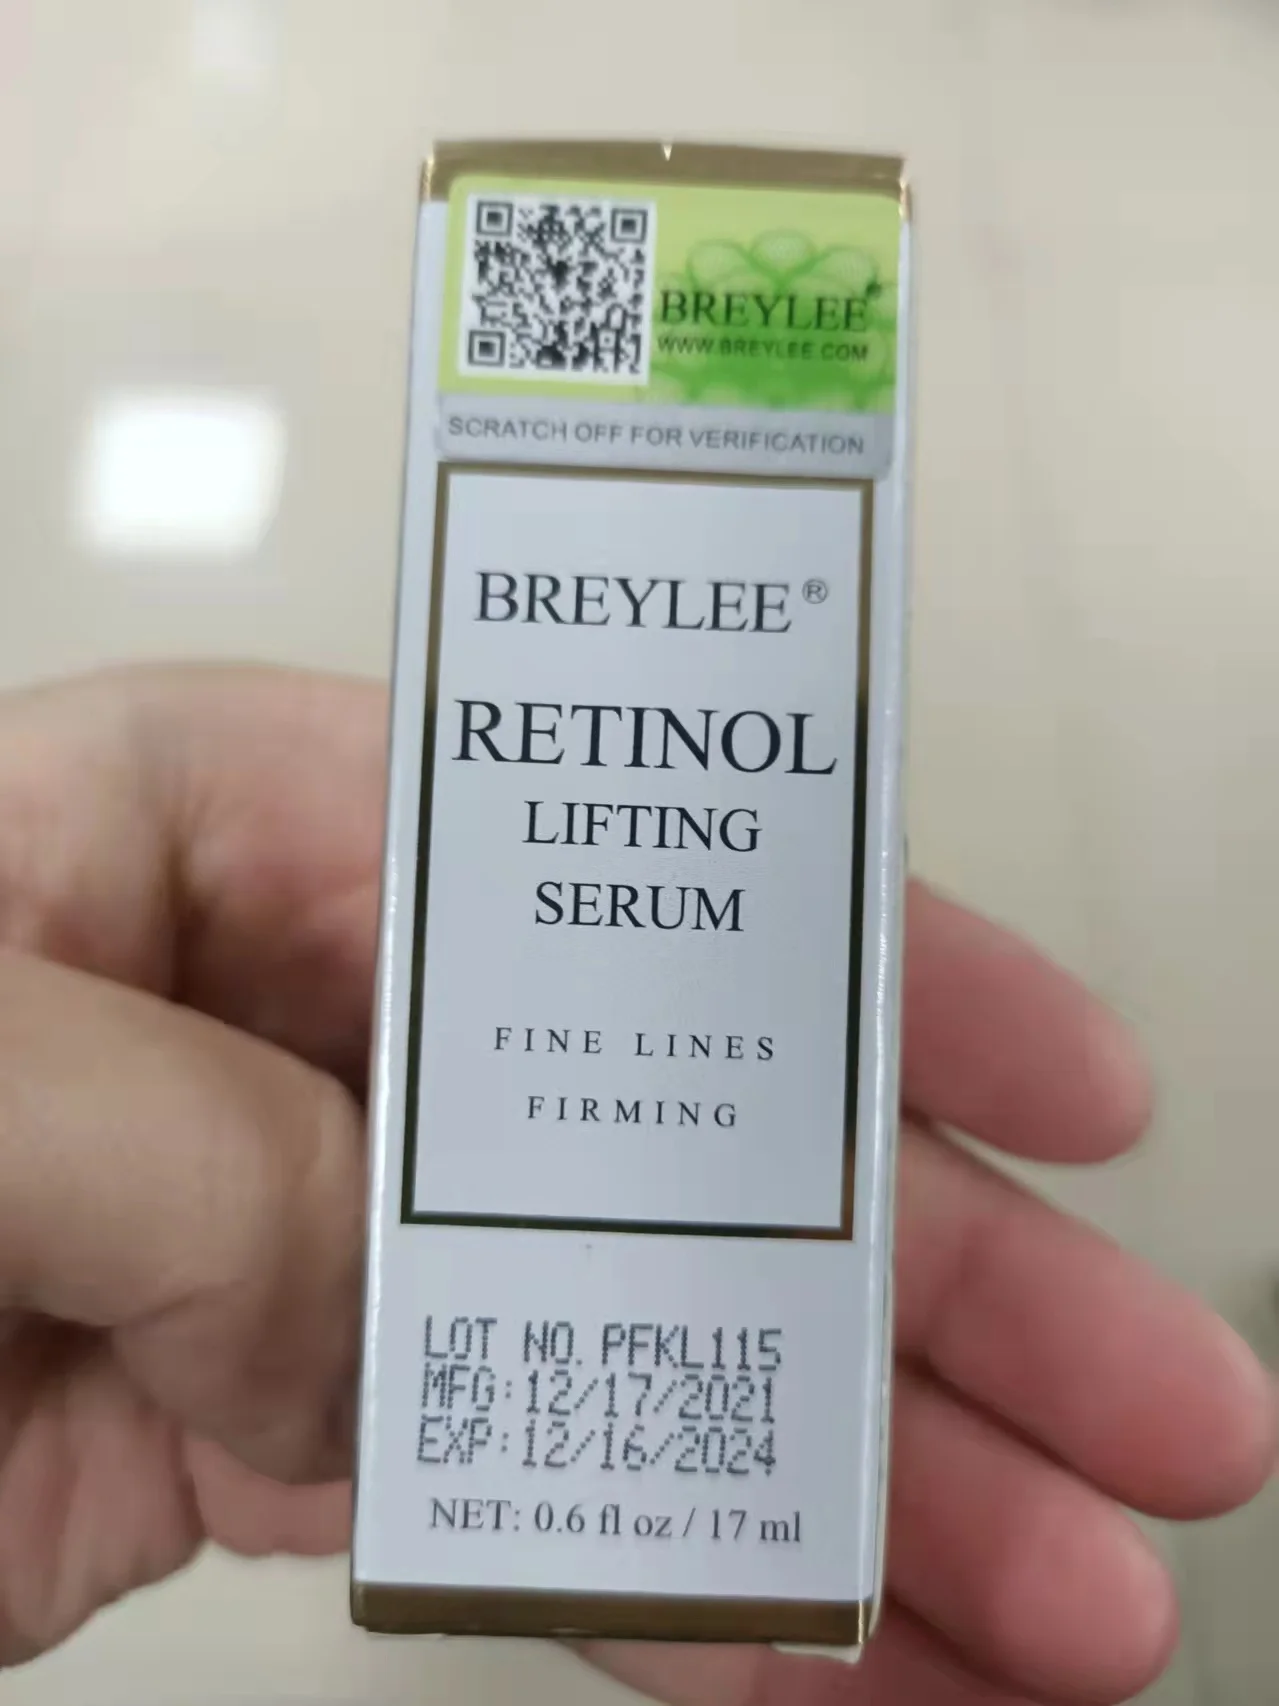 BREYLEE
WWW.BREYLEE.COM
SCRATCH OFF FOR VERIFICATION
BREYLEE®
RETINOL
LIFTING
SERUM
FINE LINES
FIRMING
LOT NO. PFKL115
MFG:12/17/2021
EXP:12/16/2024
NET: 0.6 fl oz / 17 ml